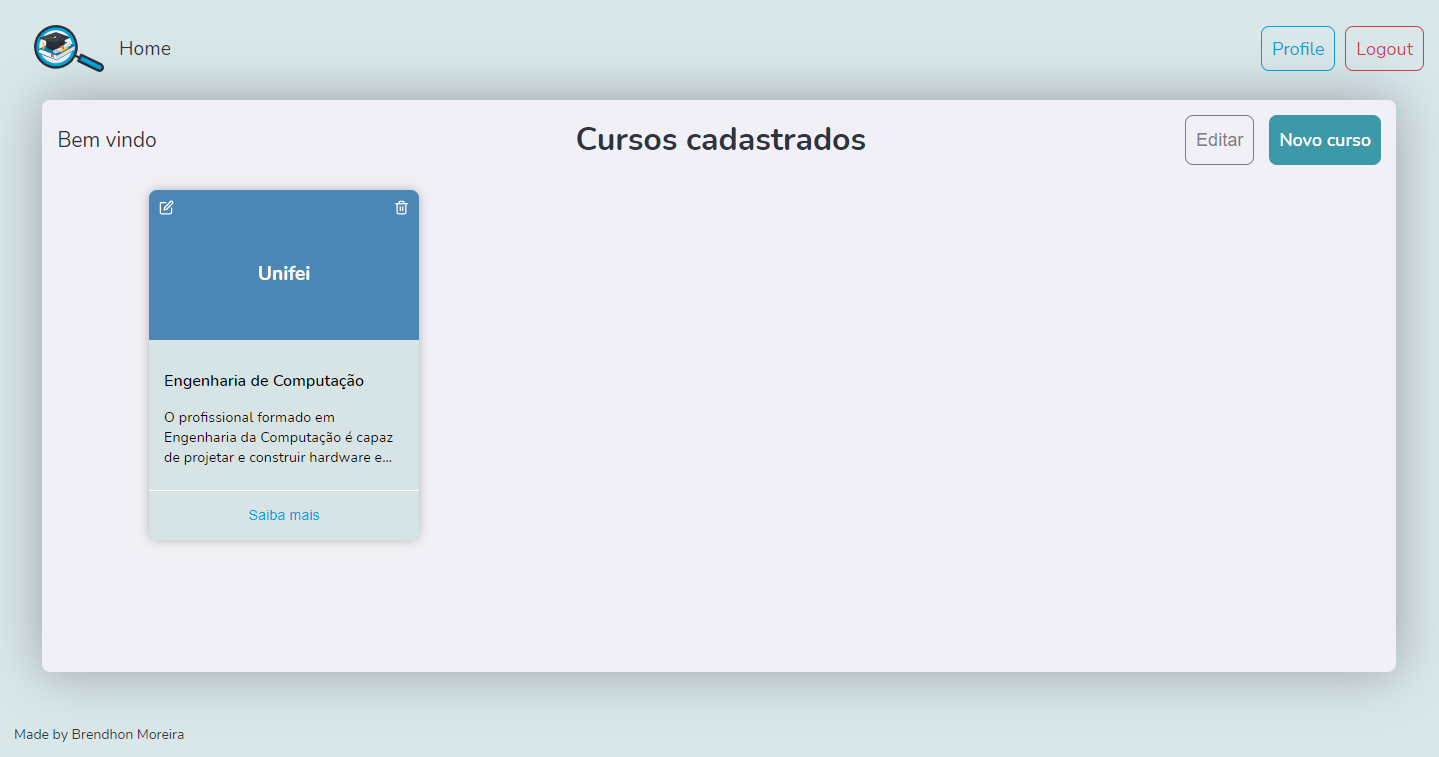 Home
Profile
Logout
Bem vindo
Cursos cadastrados
Editar
Novo curso
Unifei
Engenharia de Computação
O profissional formado em
Engenharia da Computação é capaz
de projetar e construir hardware e...
Saiba mais
Made by Brendhon Moreira